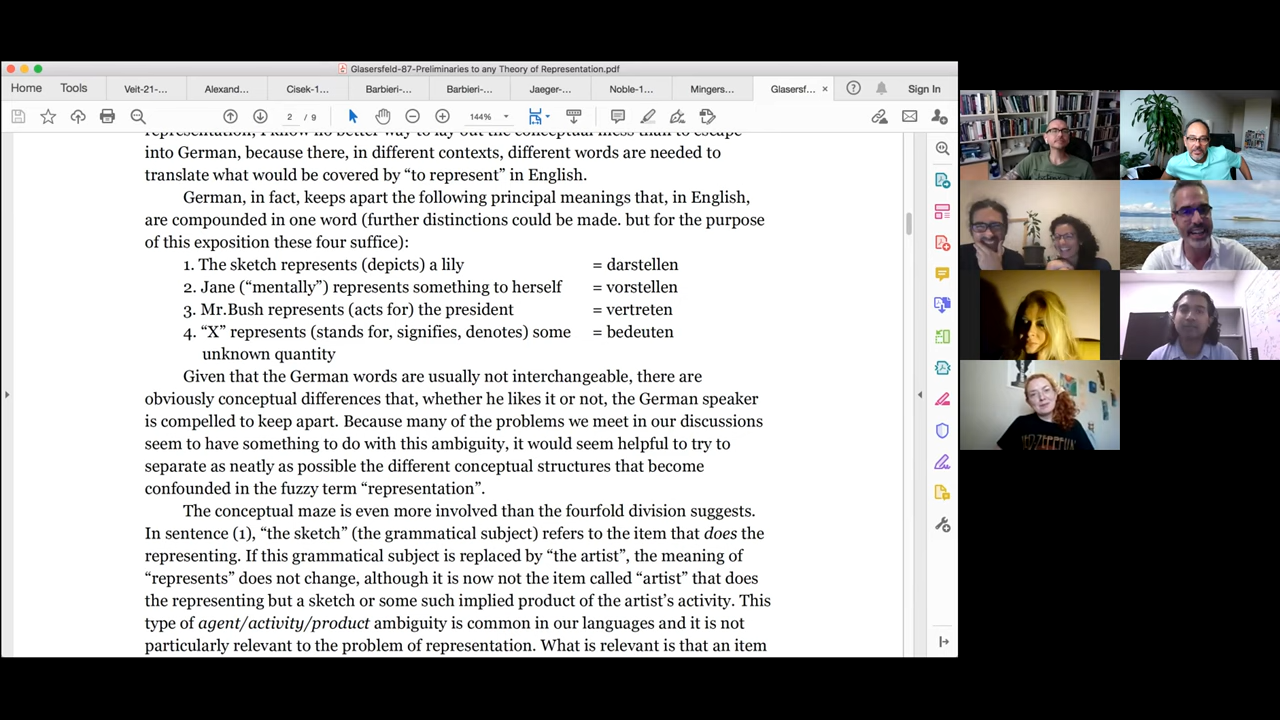 Glasersfeld-87-Preliminaries to any Theory of Representation.pdf
Home Tools Veit-21-... Alexand... Cisek-1... Barbieri-... Barbieri-... Jaeger-... Noble-1... Mingers... Glasersf... × ? Sign In
2 / 9 144%
representation, I know no better way to lay out the conceptual mess than to escape
into German, because there, in different contexts, different words are needed to
translate what would be covered by “to represent” in English.
German, in fact, keeps apart the following principal meanings that, in English,
are compounded in one word (further distinctions could be made. but for the purpose
of this exposition these four suffice):
1. The sketch represents (depicts) a lily = darstellen
2. Jane (“mentally”) represents something to herself = vorstellen
3. Mr.Bush represents (acts for) the president = vertreten
4. “X” represents (stands for, signifies, denotes) some = bedeuten
unknown quantity
Given that the German words are usually not interchangeable, there are
obviously conceptual differences that, whether he likes it or not, the German speaker
is compelled to keep apart. Because many of the problems we meet in our discussions
seem to have something to do with this ambiguity, it would seem helpful to try to
separate as neatly as possible the different conceptual structures that become
confounded in the fuzzy term “representation”.
The conceptual maze is even more involved than the fourfold division suggests.
In sentence (1), “the sketch” (the grammatical subject) refers to the item that does the
representing. If this grammatical subject is replaced by “the artist”, the meaning of
“represents” does not change, although it is now not the item called “artist” that does
the representing but a sketch or some such implied product of the artist’s activity. This
type of agent/activity/product ambiguity is common in our languages and it is not
particularly relevant to the problem of representation. What is relevant is that an item